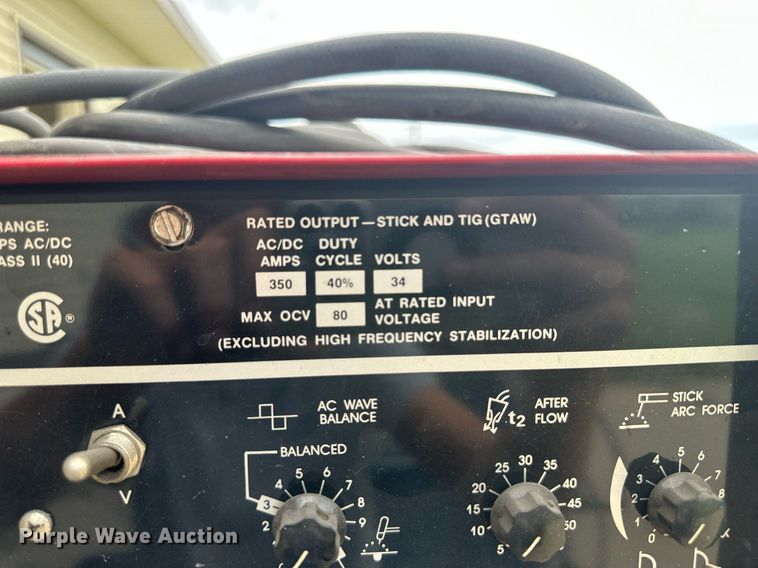 RANGE:
PS AC/DC
ASS II (40)
RATED OUTPUT—STICK AND TIG (GTAW)
AC/DC DUTY
AMPS CYCLE VOLTS
350 40% 34
MAX OCV 80 AT RATED INPUT
VOLTAGE
(EXCLUDING HIGH FREQUENCY STABILIZATION)
SA®
A
V
AC WAVE
BALANCE
BALANCED
2 3 4 5 6 7 8 9
t2 AFTER
FLOW
5 10 15 20 25 30 35 40 45 50
STICK
ARC FORCE
0 1 2 3 4 5 6 7 8
Purple Wave Auction